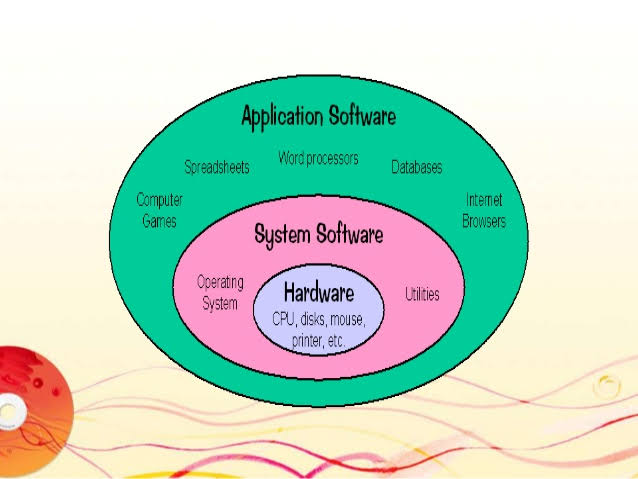 Application Software
Word processors
Spreadsheets
Databases
Computer
Games
Internet
Browsers
System Software
Operating
System
Utilities
Hardware
CPU, disks, mouse,
printer, etc.